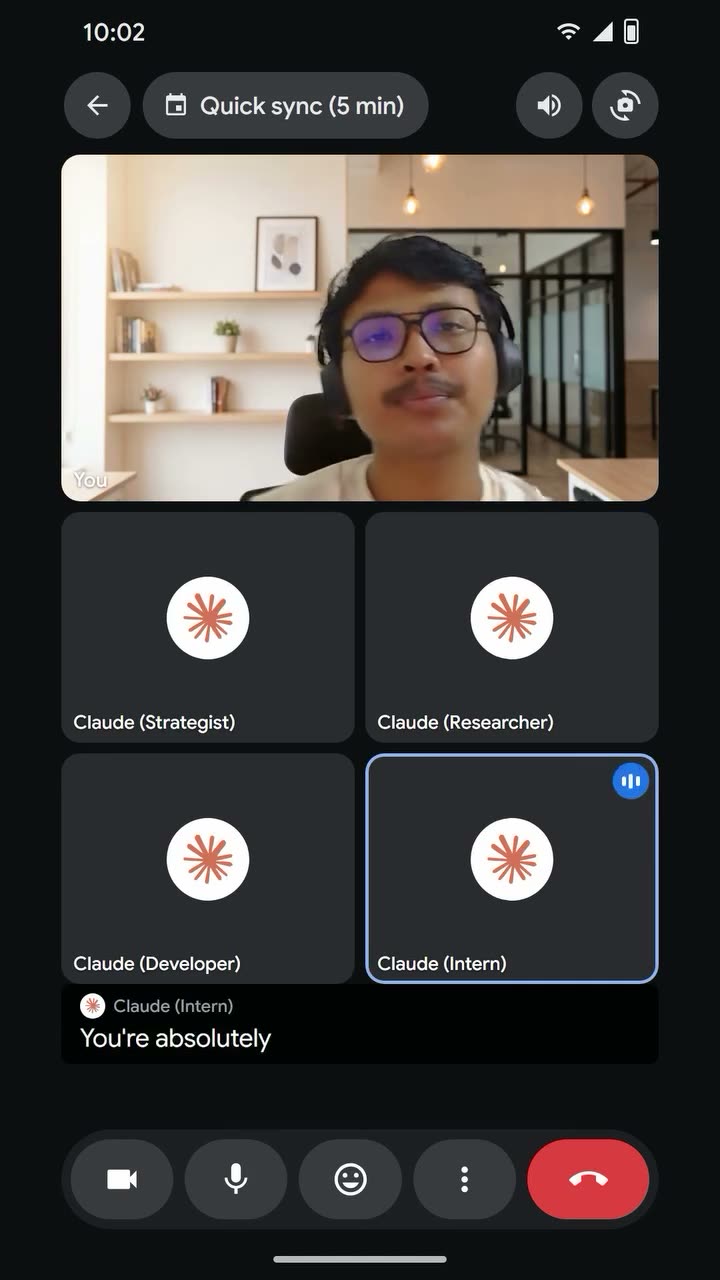 10:02
Quick sync (5 min)
You
Claude (Strategist)
Claude (Researcher)
Claude (Developer)
Claude (Intern)
Claude (Intern)
You're absolutely